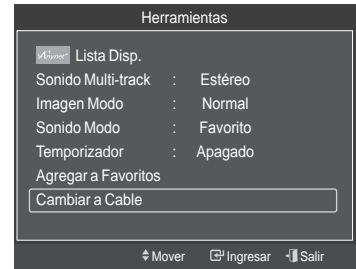 Herramientas
Anynet+ Lista Disp.
Sonido Multi-track : Estéreo
Imagen Modo : Normal
Sonido Modo : Favorito
Temporizador : Apagado
Agregar a Favoritos
Cambiar a Cable
Mover Ingresar Salir